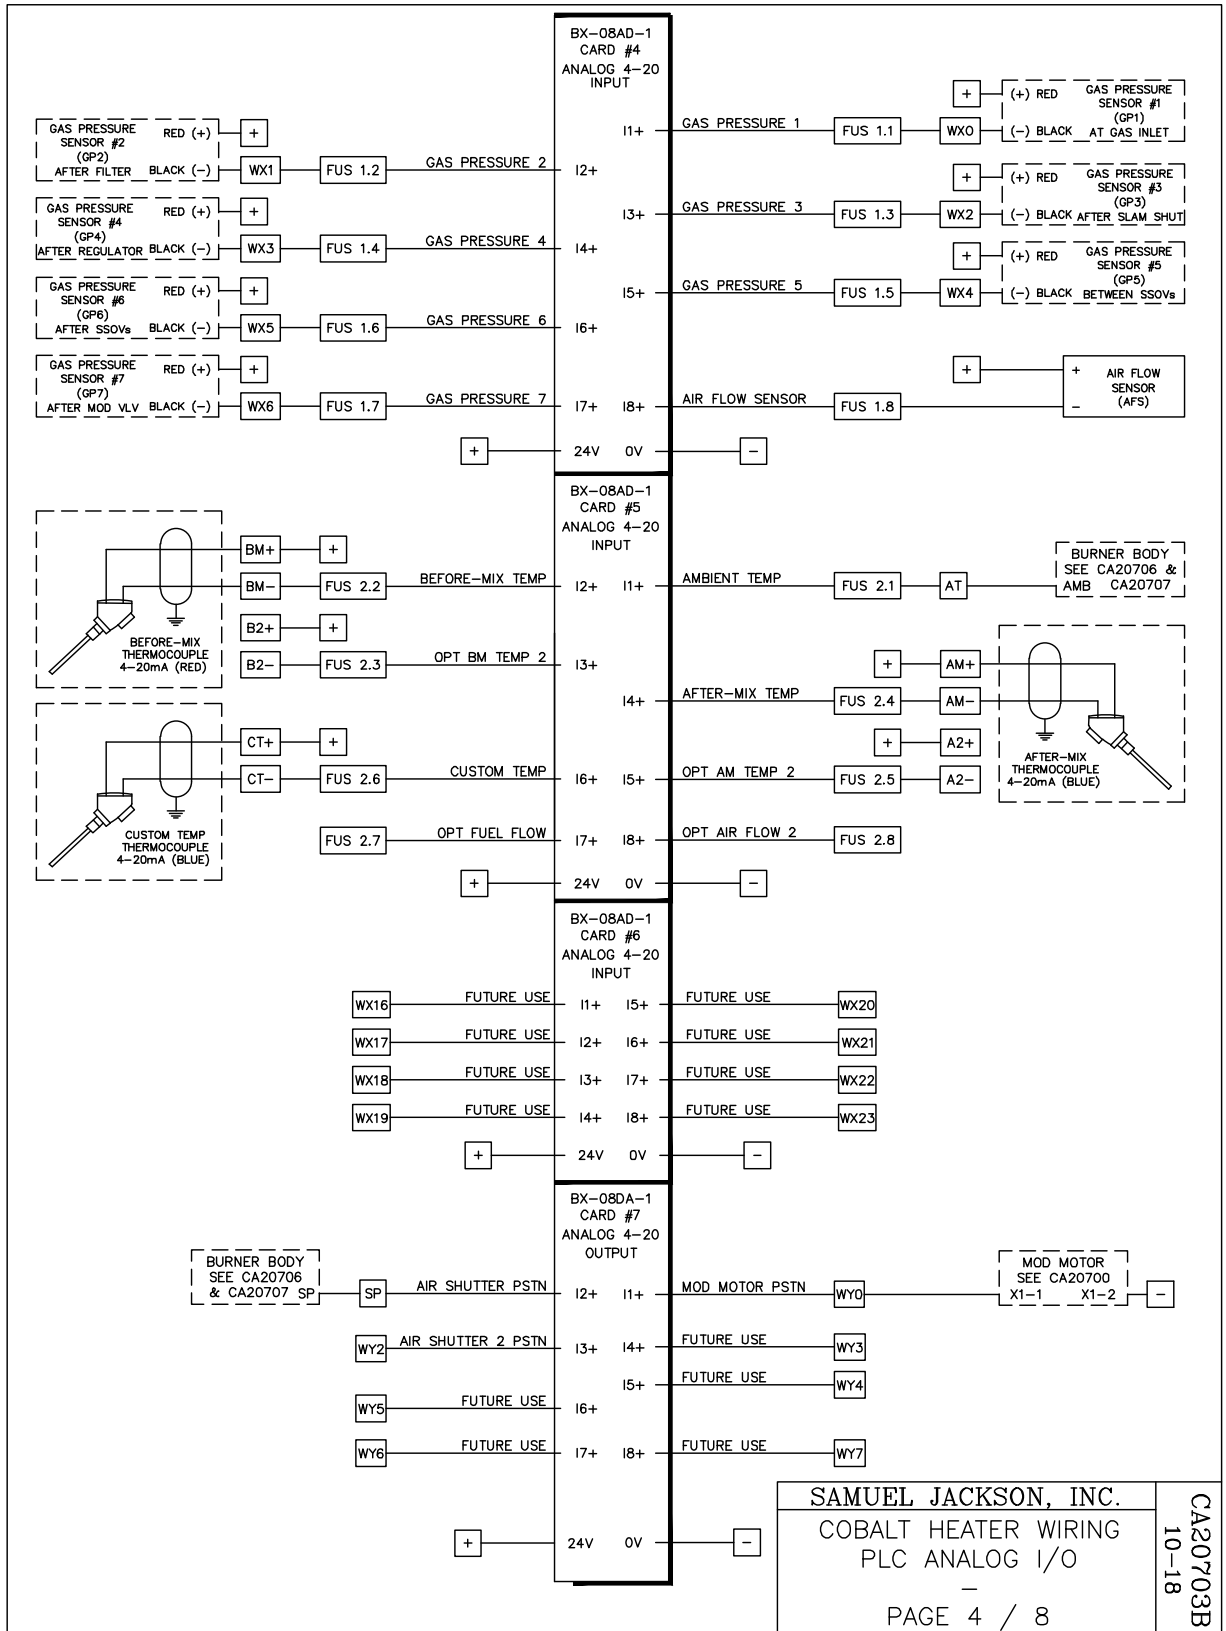 BX-08AD-1
CARD #4
ANALOG 4-20
INPUT
GAS PRESSURE
SENSOR #1
(GP1)
AT GAS INLET
(+) RED
(-) BLACK
+
WX0
FUS 1.1
GAS PRESSURE 1
I1+
GAS PRESSURE
SENSOR #2
(GP2)
AFTER FILTER
RED (+)
BLACK (-)
+
WX1
FUS 1.2
GAS PRESSURE 2
I2+
GAS PRESSURE
SENSOR #3
(GP3)
AFTER SLAM SHUT
(+) RED
(-) BLACK
+
WX2
FUS 1.3
GAS PRESSURE 3
I3+
GAS PRESSURE
SENSOR #4
(GP4)
AFTER REGULATOR
RED (+)
BLACK (-)
+
WX3
FUS 1.4
GAS PRESSURE 4
I4+
GAS PRESSURE
SENSOR #5
(GP5)
BETWEEN SSOVs
(+) RED
(-) BLACK
+
WX4
FUS 1.5
GAS PRESSURE 5
I5+
GAS PRESSURE
SENSOR #6
(GP6)
AFTER SSOVs
RED (+)
BLACK (-)
+
WX5
FUS 1.6
GAS PRESSURE 6
I6+
GAS PRESSURE
SENSOR #7
(GP7)
AFTER MOD VLV
RED (+)
BLACK (-)
+
WX6
FUS 1.7
GAS PRESSURE 7
I7+
I8+
AIR FLOW SENSOR
FUS 1.8
+
+
-
AIR FLOW
SENSOR
(AFS)
+
24V 0V
-
BX-08AD-1
CARD #5
ANALOG 4-20
INPUT
BM+
+
BM-
FUS 2.2
BEFORE-MIX TEMP
I2+
I1+
AMBIENT TEMP
FUS 2.1
AT
BURNER BODY
SEE CA20706 &
AMB CA20707
BEFORE-MIX
THERMOCOUPLE
4-20mA (RED)
B2+
+
B2-
FUS 2.3
OPT BM TEMP 2
I3+
+
AM+
I4+
AFTER-MIX TEMP
FUS 2.4
AM-
AFTER-MIX
THERMOCOUPLE
4-20mA (BLUE)
CT+
+
CT-
FUS 2.6
CUSTOM TEMP
I6+
+
A2+
I5+
OPT AM TEMP 2
FUS 2.5
A2-
CUSTOM TEMP
THERMOCOUPLE
4-20mA (BLUE)
FUS 2.7
OPT FUEL FLOW
I7+
I8+
OPT AIR FLOW 2
FUS 2.8
+
24V 0V
-
BX-08AD-1
CARD #6
ANALOG 4-20
INPUT
WX16 FUTURE USE I1+ I5+ FUTURE USE WX20
WX17 FUTURE USE I2+ I6+ FUTURE USE WX21
WX18 FUTURE USE I3+ I7+ FUTURE USE WX22
WX19 FUTURE USE I4+ I8+ FUTURE USE WX23
+ 24V 0V -
BX-08DA-1
CARD #7
ANALOG 4-20
OUTPUT
BURNER BODY
SEE CA20706
& CA20707 SP
SP
AIR SHUTTER PSTN
I2+
I1+
MOD MOTOR PSTN
WY0
MOD MOTOR
SEE CA20700
X1-1 X1-2
-
WY2 AIR SHUTTER 2 PSTN I3+ I4+ FUTURE USE WY3
I5+ FUTURE USE WY4
WY5 FUTURE USE I6+
WY6 FUTURE USE I7+ I8+ FUTURE USE WY7
+ 24V 0V -
SAMUEL JACKSON, INC.
COBALT HEATER WIRING
PLC ANALOG I/O
-
PAGE 4 / 8
CA20703B
10-18